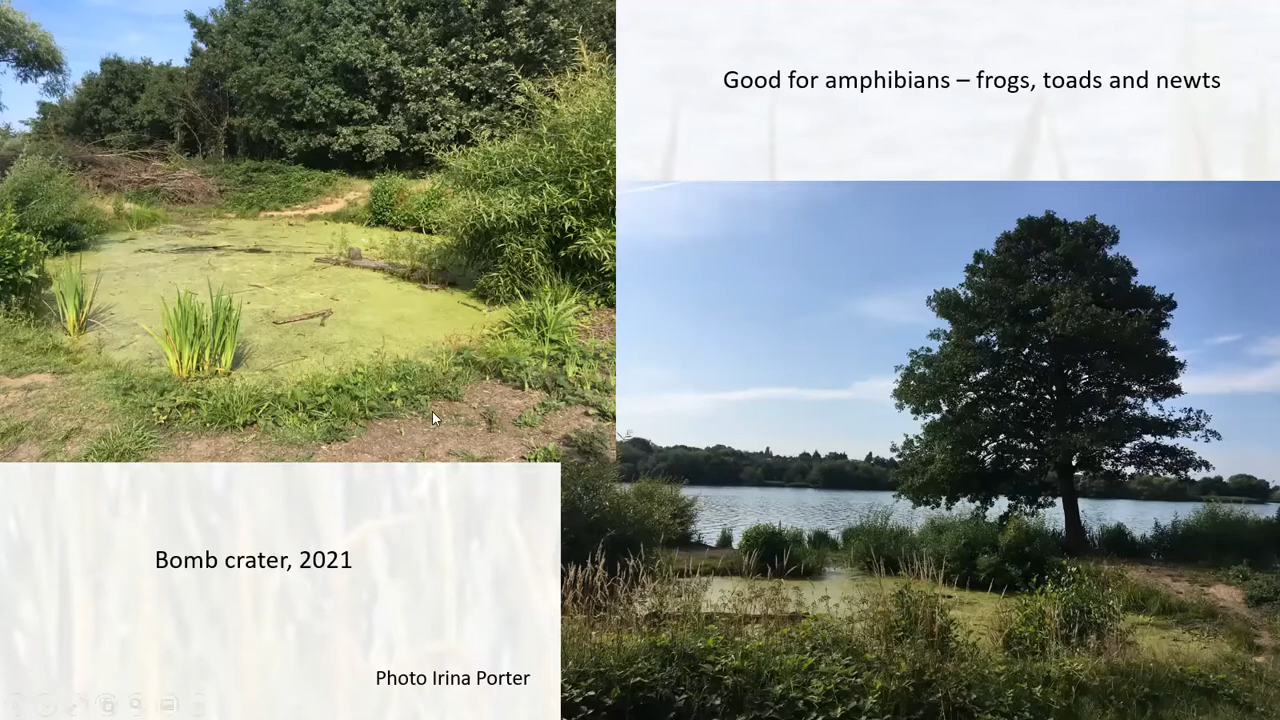 Good for amphibians – frogs, toads and newts
Bomb crater, 2021
Photo Irina Porter